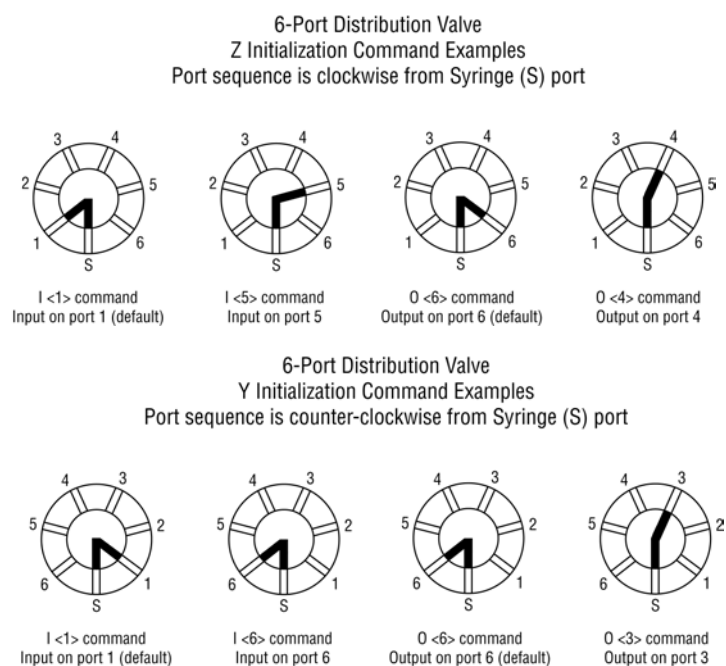 6-Port Distribution Valve
Z Initialization Command Examples
Port sequence is clockwise from Syringe (S) port
3 4
2 5
1 6
S
3 4
2 5
1 6
S
3 4
2 5
1 6
S
3 4
2 5
1 6
S
I <1> command
Input on port 1 (default)
I <5> command
Input on port 5
O <6> command
Output on port 6 (default)
O <4> command
Output on port 4
6-Port Distribution Valve
Y Initialization Command Examples
Port sequence is counter-clockwise from Syringe (S) port
4 3
5 2
6 1
S
4 3
5 2
6 1
S
4 3
5 2
6 1
S
4 3
5 2
6 1
S
I <1> command
Input on port 1 (default)
I <6> command
Input on port 6
O <6> command
Output on port 6 (default)
O <3> command
Output on port 3